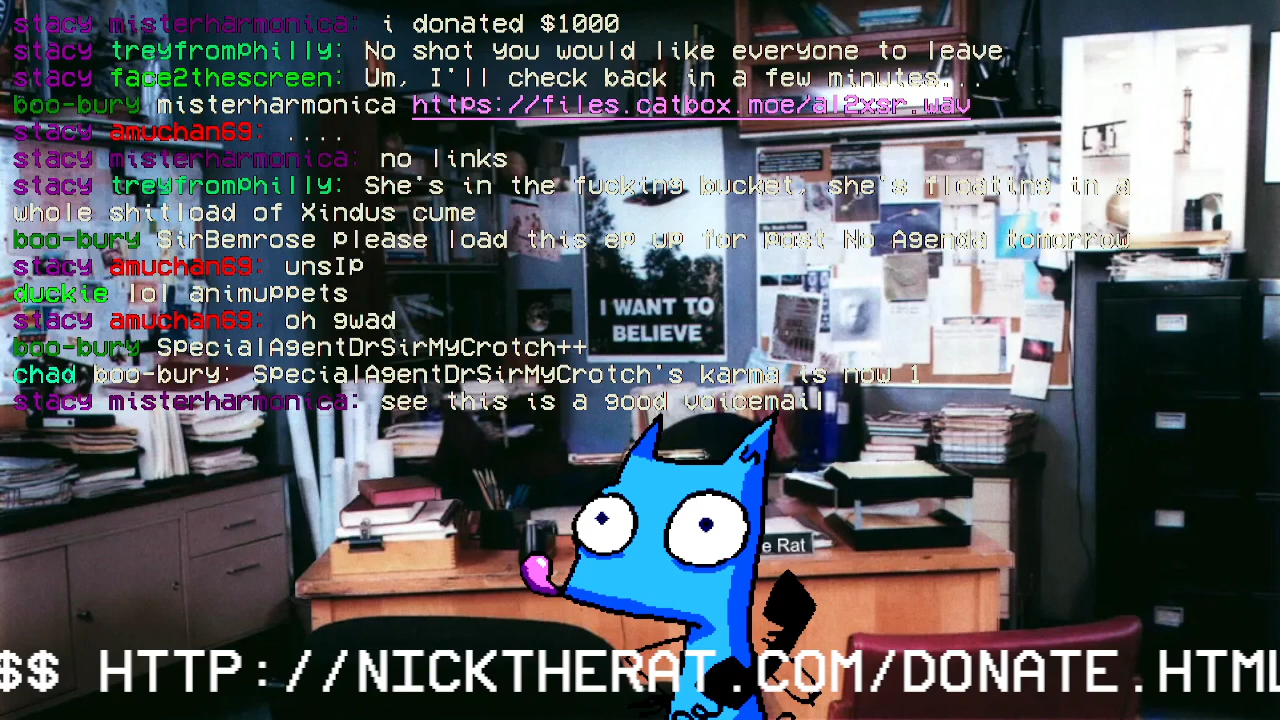 stacy misterharmonica: i donated $1000
stacy treyfromphilly: No shot you would like everyone to leave
stacy face2thescreen: Um, I'll check back in a few minutes...
boo-bury misterharmonica https://files.catbox.moe/al2xsr.wav
stacy amuchan69: ....
stacy misterharmonica: no links
stacy treyfromphilly: She's in the fucking bucket, she's floating in a
whole shitload of Xindus cume
boo-bury SirBemrose please load this ep up for post No Agenda tomorrow
stacy amuchan69: unsIp
duckie lol animuppets
stacy amuchan69: oh gwad
boo-bury SpecialAgentDrSirMyCrotch++
chad boo-bury: SpecialAgentDrSirMyCrotch's karma is now 1
stacy misterharmonica: see this is a good voicemail
I WANT TO
BELIEVE
e Rat
$$ HTTP://NICKTHERAT.COM/DONATE.HTML